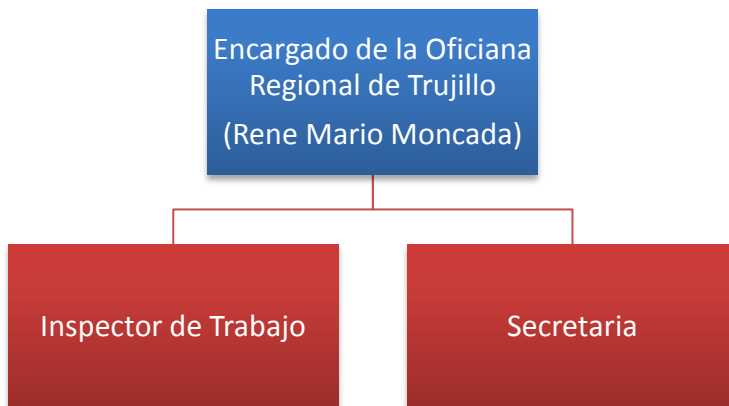 Encargado de la Oficiana
Regional de Trujillo
(Rene Mario Moncada)
Inspector de Trabajo
Secretaria